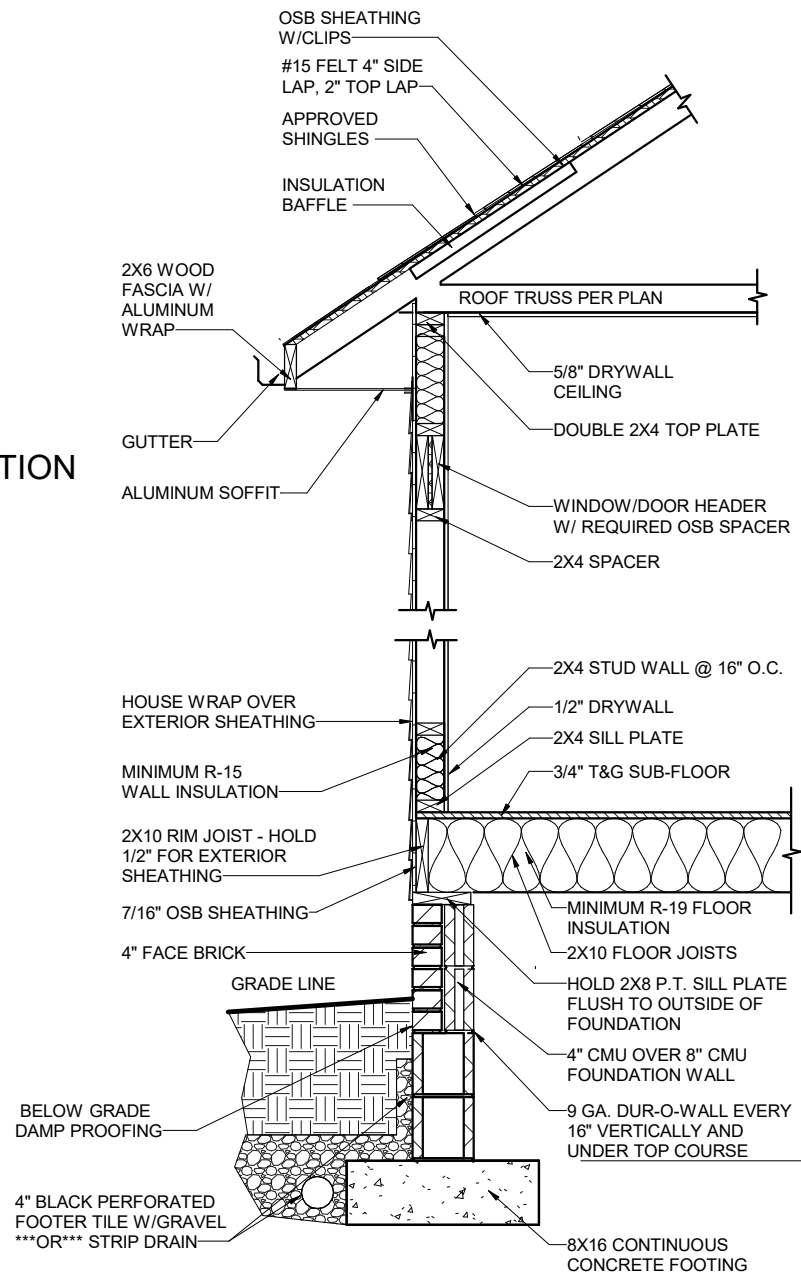 OSB SHEATHING
W/CLIPS
#15 FELT 4" SIDE
LAP, 2" TOP LAP
APPROVED
SHINGLES
INSULATION
BAFFLE
2X6 WOOD
FASCIA W/
ALUMINUM
WRAP
ROOF TRUSS PER PLAN
5/8" DRYWALL
CEILING
GUTTER
DOUBLE 2X4 TOP PLATE
TION
ALUMINUM SOFFIT
WINDOW/DOOR HEADER
W/ REQUIRED OSB SPACER
2X4 SPACER
2X4 STUD WALL @ 16" O.C.
HOUSE WRAP OVER
EXTERIOR SHEATHING
1/2" DRYWALL
2X4 SILL PLATE
MINIMUM R-15
WALL INSULATION
3/4" T&G SUB-FLOOR
2X10 RIM JOIST - HOLD
1/2" FOR EXTERIOR
SHEATHING
7/16" OSB SHEATHING
MINIMUM R-19 FLOOR
INSULATION
4" FACE BRICK
2X10 FLOOR JOISTS
GRADE LINE
HOLD 2X8 P.T. SILL PLATE
FLUSH TO OUTSIDE OF
FOUNDATION
4" CMU OVER 8" CMU
FOUNDATION WALL
BELOW GRADE
DAMP PROOFING
9 GA. DUR-O-WALL EVERY
16" VERTICALLY AND
UNDER TOP COURSE
4" BLACK PERFORATED
FOOTER TILE W/GRAVEL
***OR*** STRIP DRAIN
8X16 CONTINUOUS
CONCRETE FOOTING